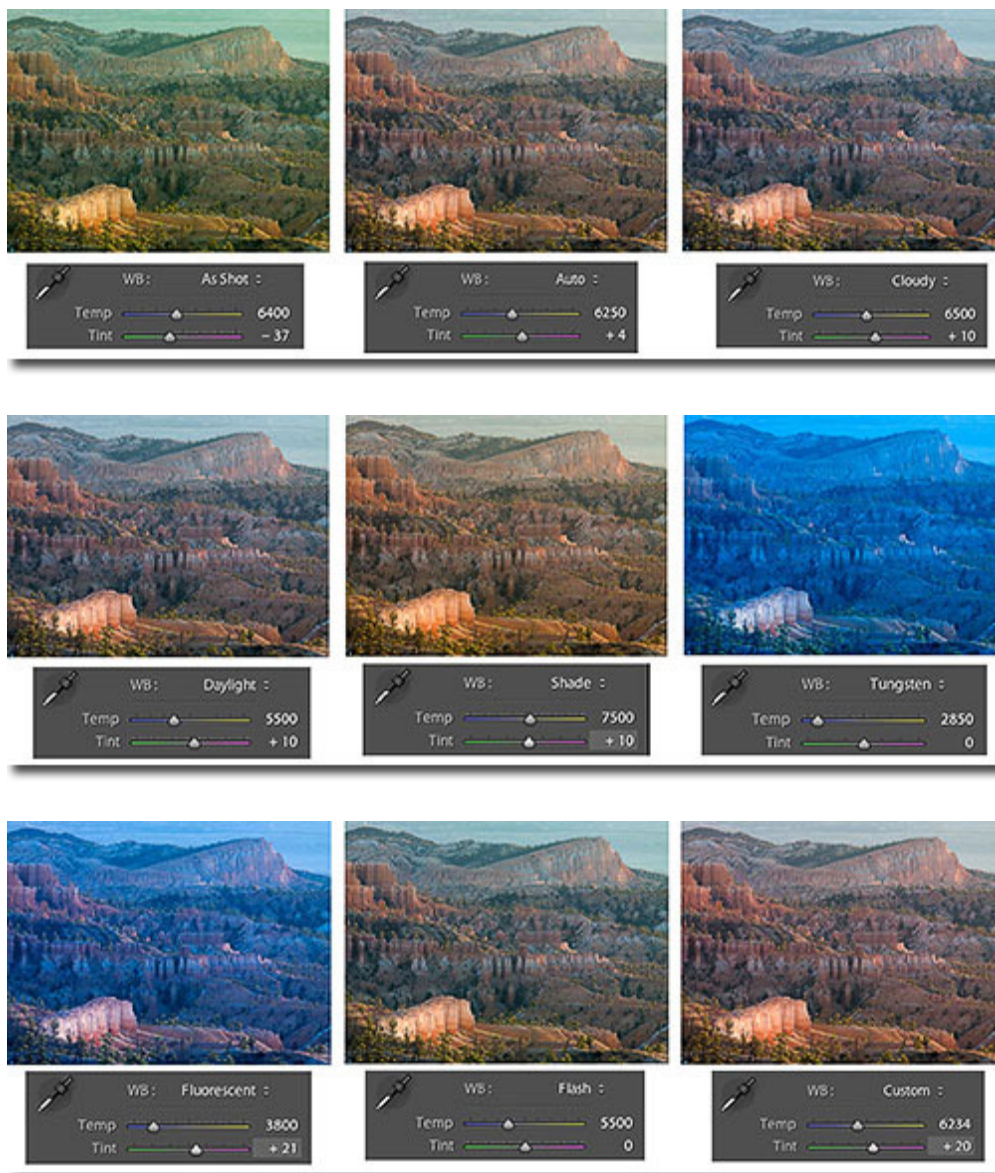 WB: As Shot
Temp 6400
Tint - 37
WB: Auto
Temp 6250
Tint + 4
WB: Cloudy
Temp 6500
Tint + 10
WB: Daylight
Temp 5500
Tint + 10
WB: Shade
Temp 7500
Tint + 10
WB: Tungsten
Temp 2850
Tint 0
WB: Fluorescent
Temp 3800
Tint + 21
WB: Flash
Temp 5500
Tint 0
WB: Custom
Temp 6234
Tint + 20